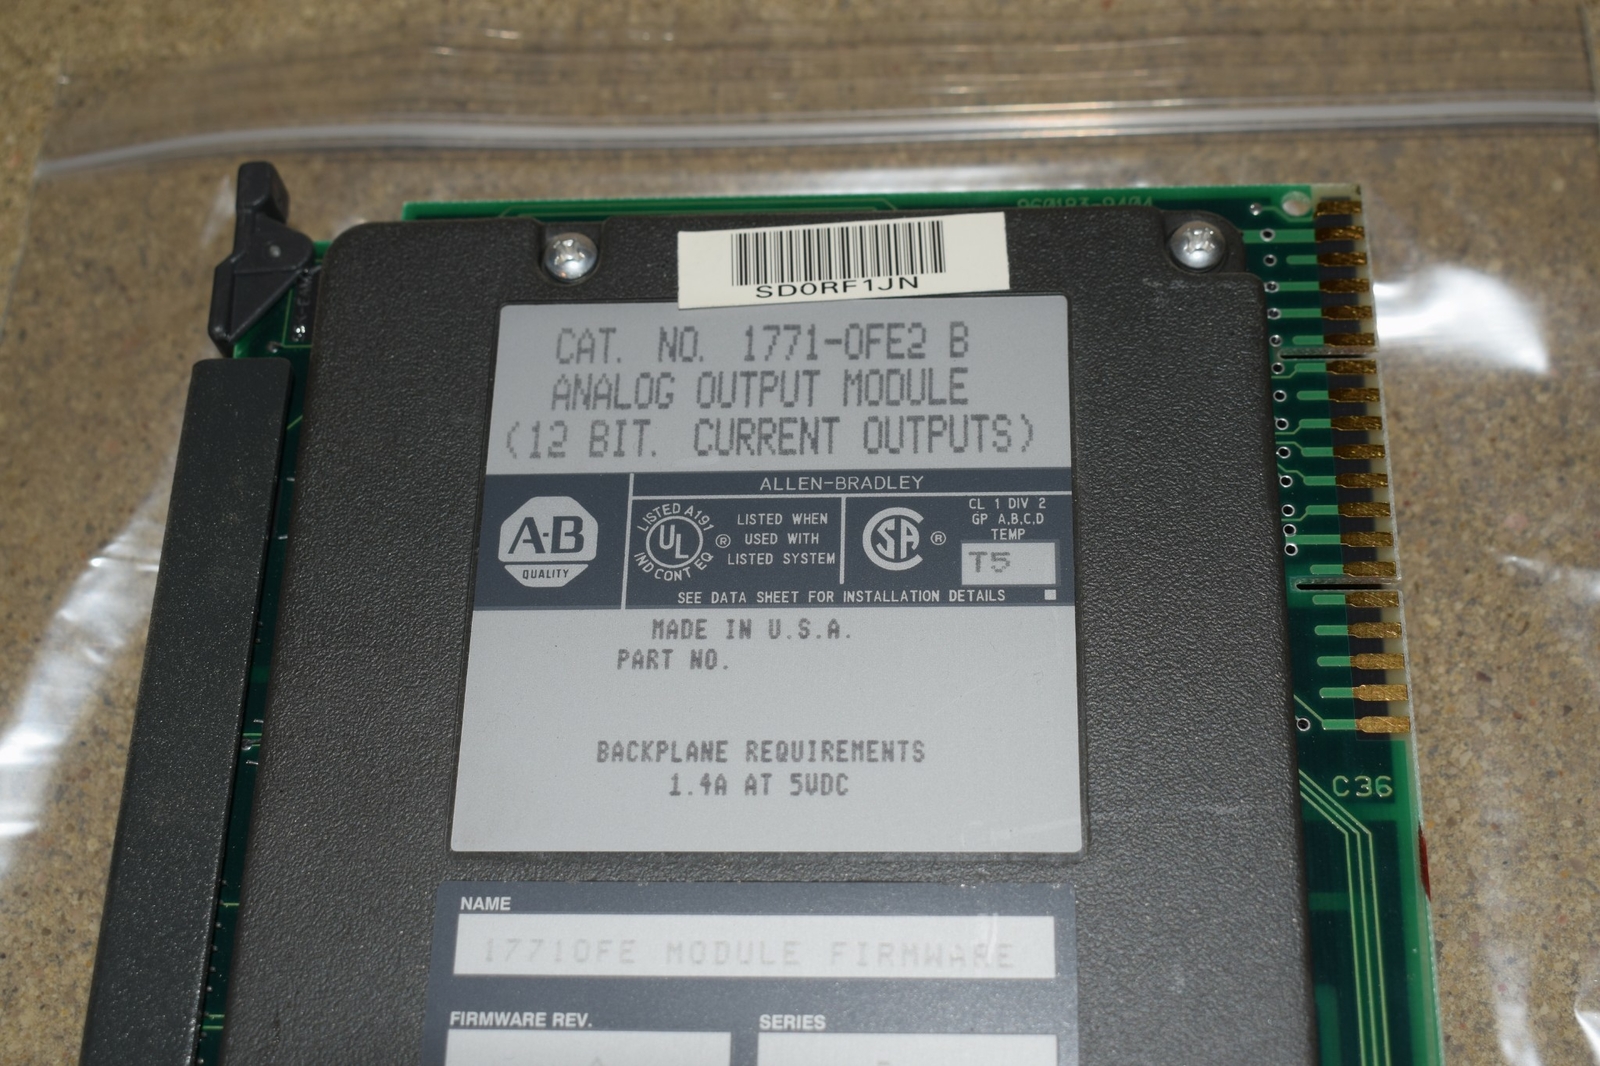 960183-9404
SD0RF1JN
CAT. NO. 1771-OFE2 B
ANALOG OUTPUT MODULE
(12 BIT. CURRENT OUTPUTS)
ALLEN-BRADLEY
A-B
QUALITY
LISTED A191
UL
IND CONT EQ
®
LISTED WHEN
USED WITH
LISTED SYSTEM
SA
®
CL 1 DIV 2
GP A,B,C,D
TEMP
T5
SEE DATA SHEET FOR INSTALLATION DETAILS
MADE IN U.S.A.
PART NO.
BACKPLANE REQUIREMENTS
1.4A AT 5VDC
C36
NAME
1771OFE MODULE FIRMWARE
FIRMWARE REV.
SERIES